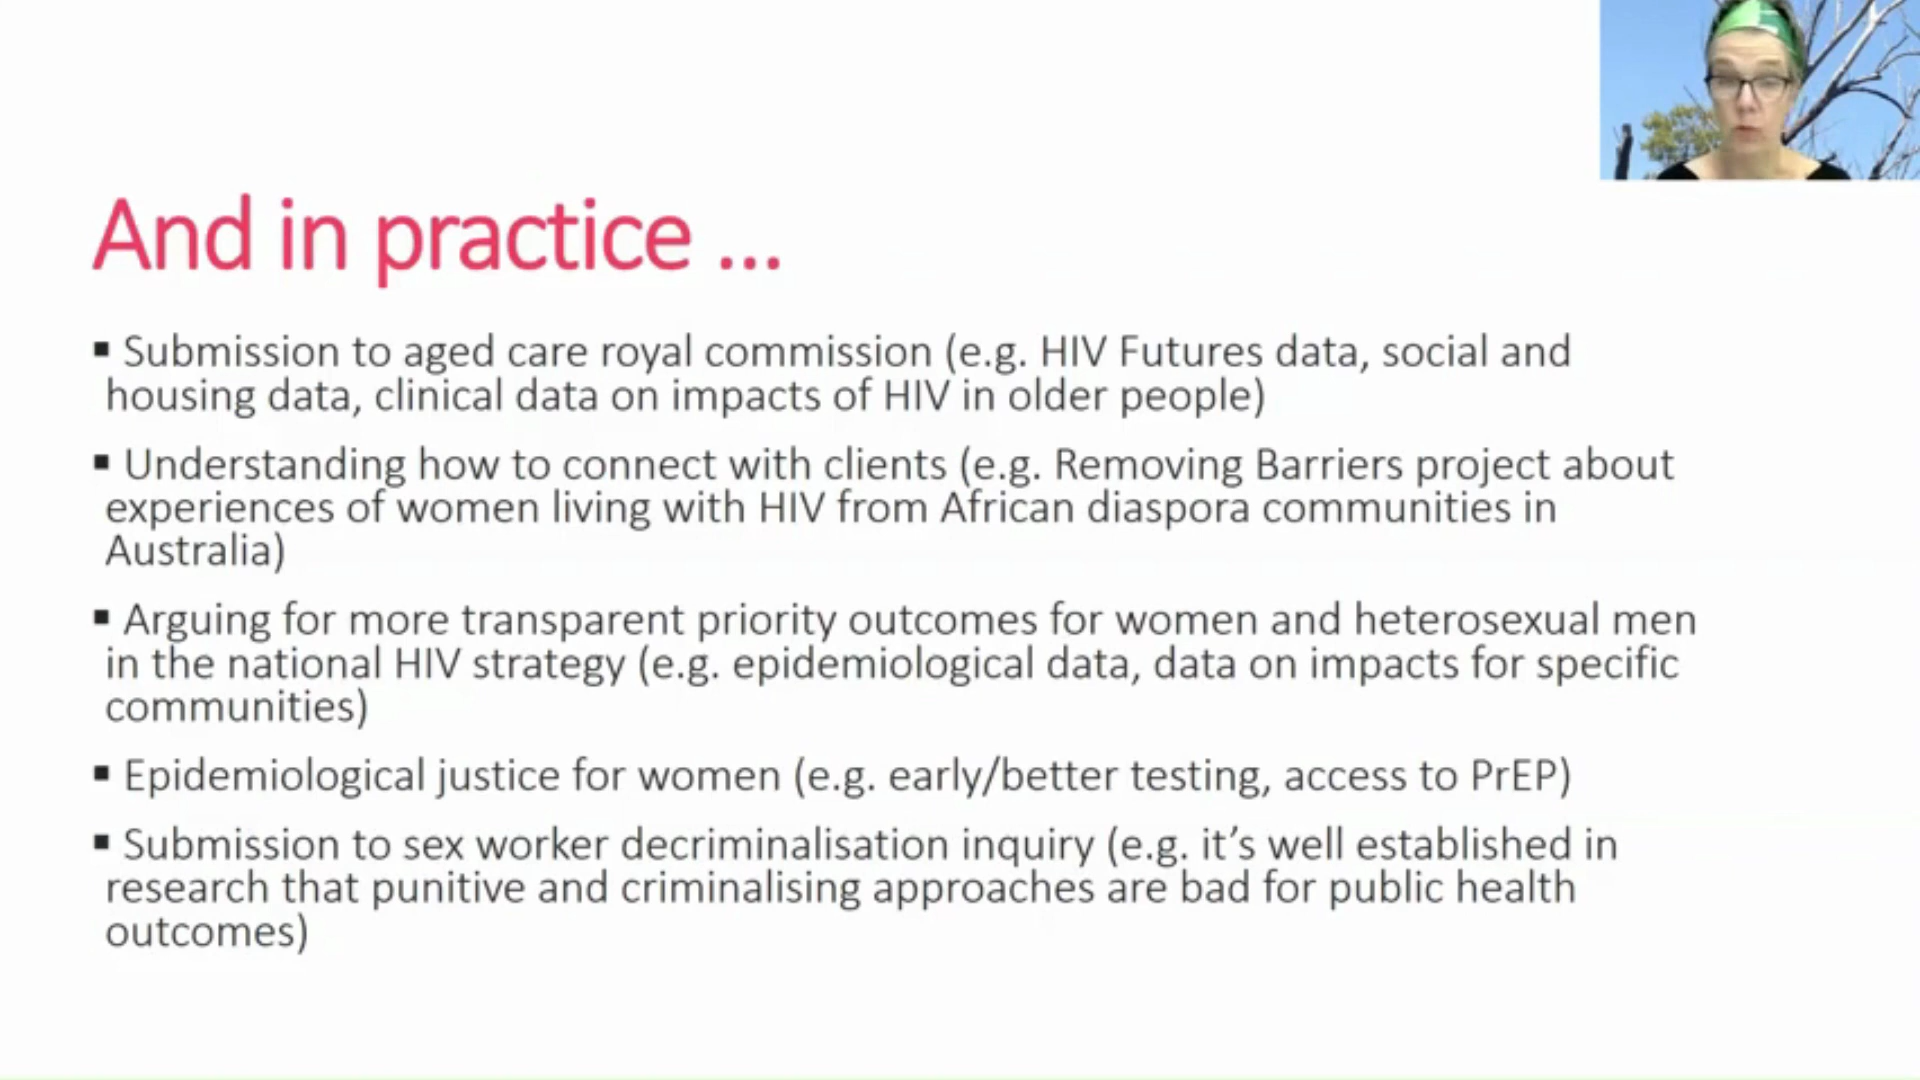 And in practice ...
▪ Submission to aged care royal commission (e.g. HIV Futures data, social and
housing data, clinical data on impacts of HIV in older people)
▪ Understanding how to connect with clients (e.g. Removing Barriers project about
experiences of women living with HIV from African diaspora communities in
Australia)
▪ Arguing for more transparent priority outcomes for women and heterosexual men
in the national HIV strategy (e.g. epidemiological data, data on impacts for specific
communities)
▪ Epidemiological justice for women (e.g. early/better testing, access to PrEP)
▪ Submission to sex worker decriminalisation inquiry (e.g. it’s well established in
research that punitive and criminalising approaches are bad for public health
outcomes)